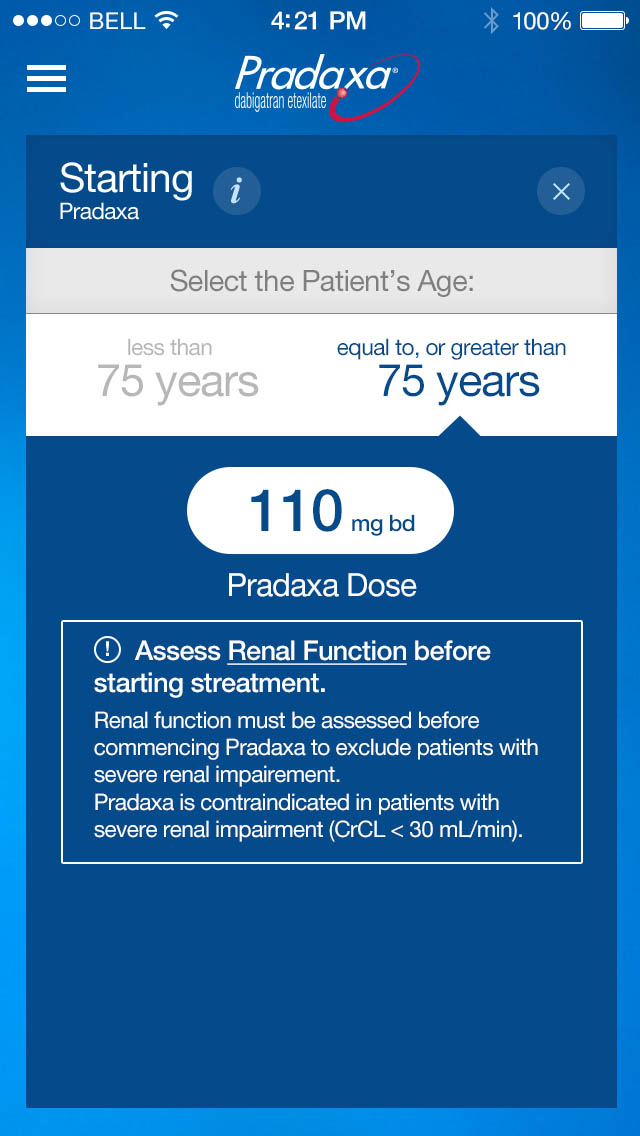 BELL 4:21 PM 100%
Pradaxa®
dabigatran etexilate
Starting
Pradaxa
i
Select the Patient’s Age:
less than
75 years
equal to, or greater than
75 years
110 mg bd
Pradaxa Dose
! Assess Renal Function before
starting streatment.
Renal function must be assessed before
commencing Pradaxa to exclude patients with
severe renal impairement.
Pradaxa is contraindicated in patients with
severe renal impairment (CrCL < 30 mL/min).